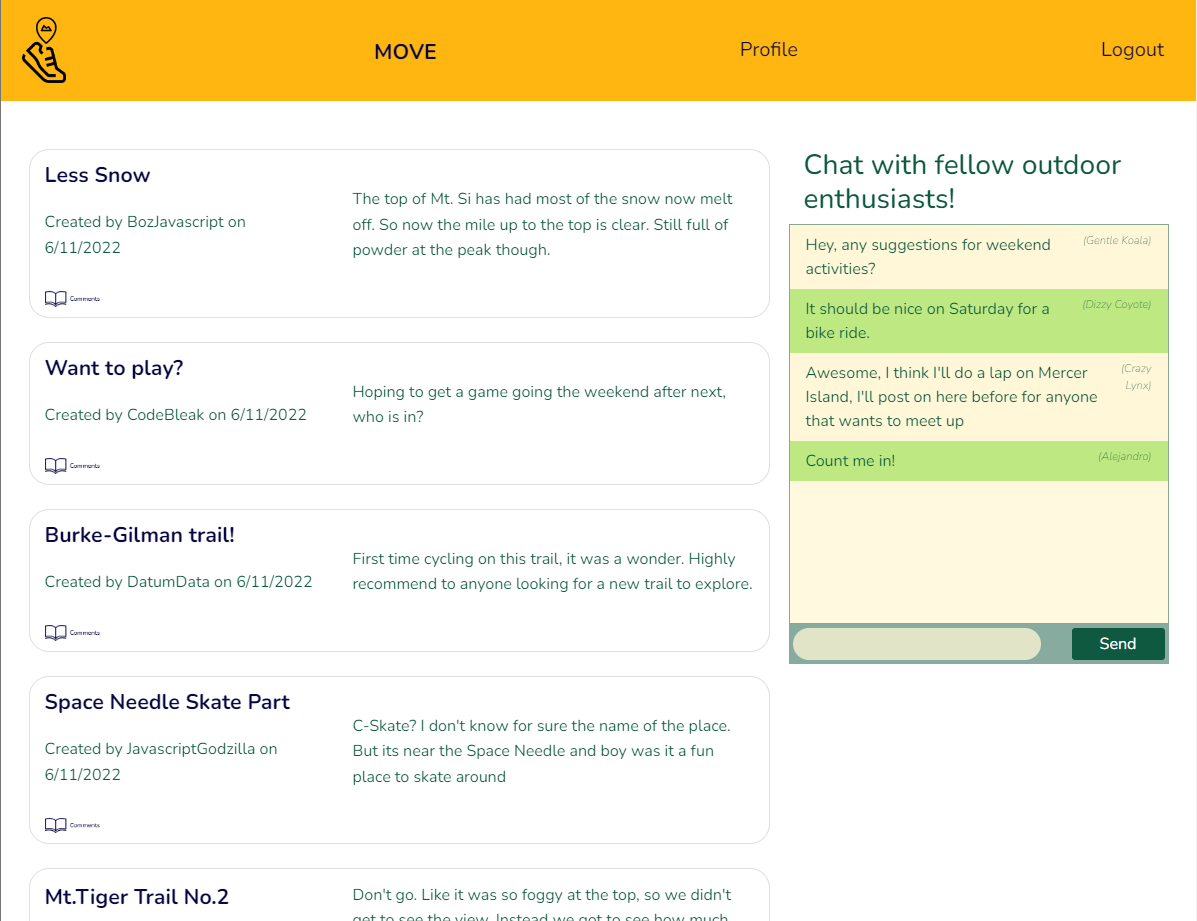 MOVE
Profile
Logout
Less Snow
Created by BozJavascript on
6/11/2022
The top of Mt. Si has had most of the snow now melt
off. So now the mile up to the top is clear. Still full of
powder at the peak though.
Comments
Want to play?
Created by CodeBleak on 6/11/2022
Hoping to get a game going the weekend after next,
who is in?
Comments
Burke-Gilman trail!
Created by DatumData on 6/11/2022
First time cycling on this trail, it was a wonder. Highly
recommend to anyone looking for a new trail to explore.
Comments
Space Needle Skate Part
Created by JavascriptGodzilla on
6/11/2022
C-Skate? I don't know for sure the name of the place.
But its near the Space Needle and boy was it a fun
place to skate around
Comments
Mt.Tiger Trail No.2
Don't go. Like it was so foggy at the top, so we didn't
get to see the view. Instead we got to see how much
Chat with fellow outdoor
enthusiasts!
Hey, any suggestions for weekend
activities?
(Gentle Koala)
It should be nice on Saturday for a
bike ride.
(Dizzy Coyote)
Awesome, I think I'll do a lap on Mercer
Island, I'll post on here before for anyone
that wants to meet up
(Crazy
Lynx)
Count me in!
(Alejandro)
Send